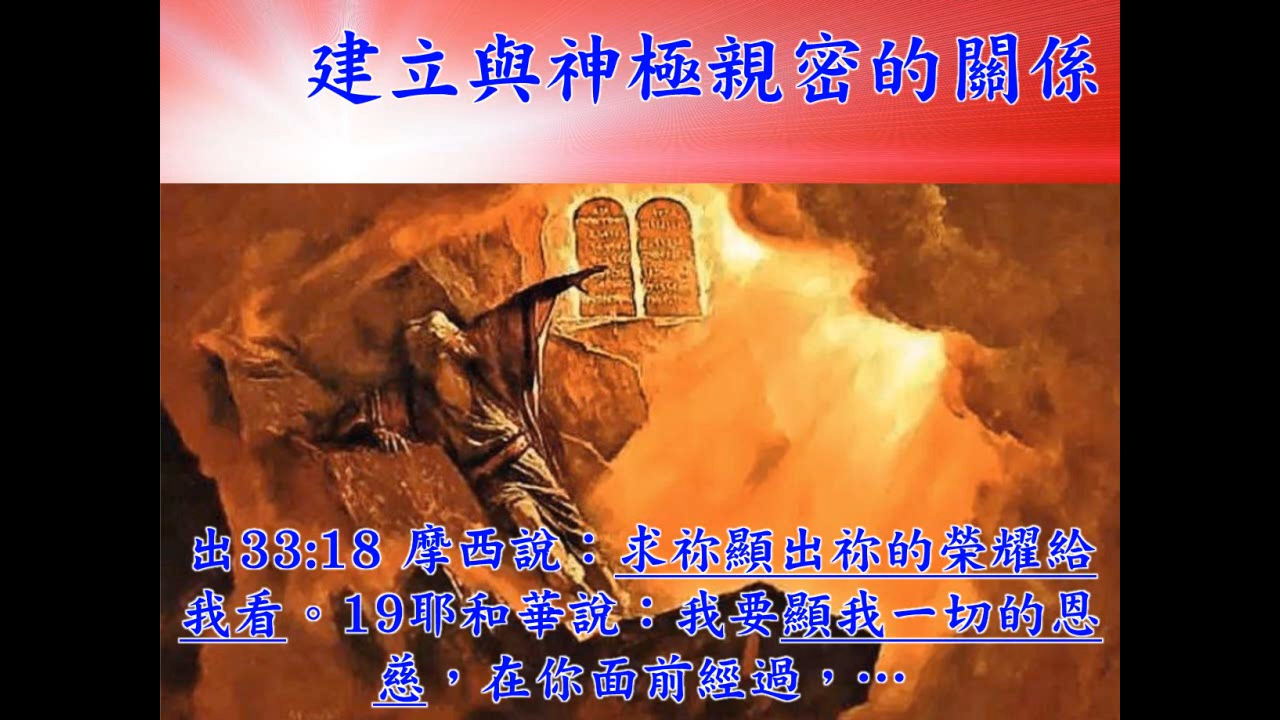 建立與神極親密的關係
出33:18 摩西說：求祢顯出祢的榮耀給
我看。19耶和華說：我要顯我一切的恩
慈，在你面前經過，…